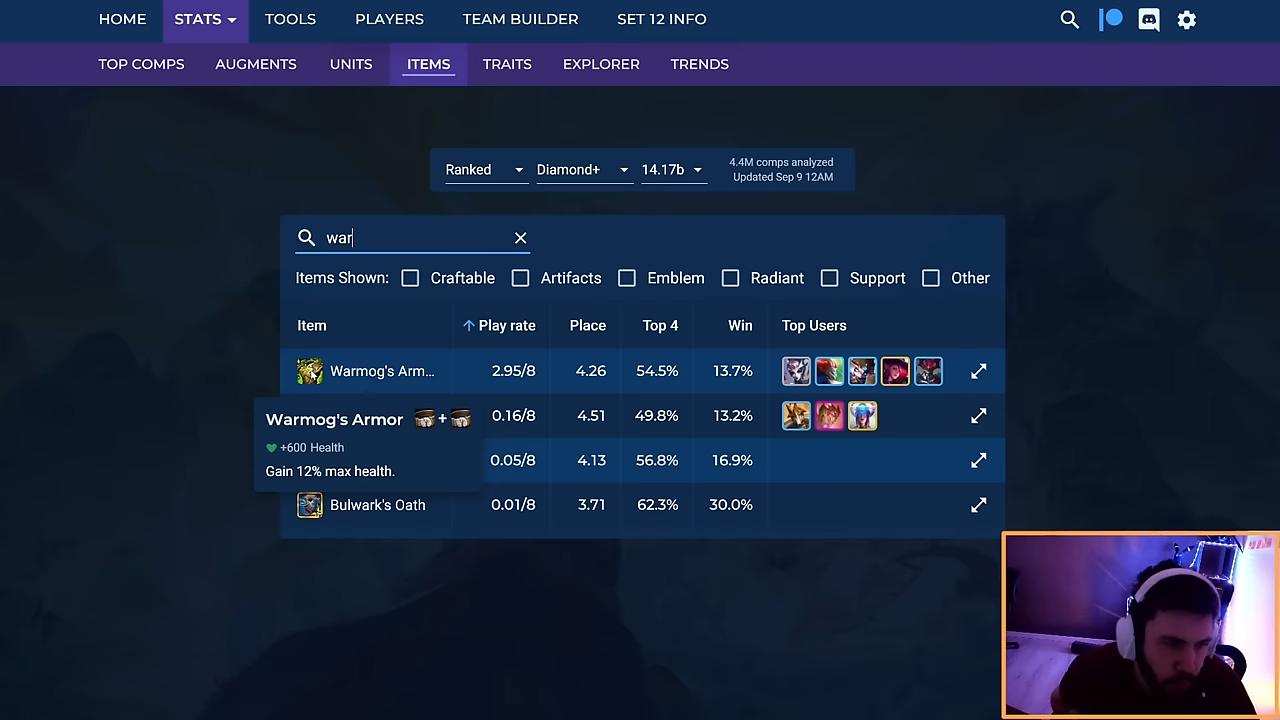 HOME STATS TOOLS PLAYERS TEAM BUILDER SET 12 INFO
TOP COMPS AUGMENTS UNITS ITEMS TRAITS EXPLORER TRENDS
Ranked Diamond+ 14.17b
4.4M comps analyzed
Updated Sep 9 12AM
war
Items Shown: Craftable Artifacts Emblem Radiant Support Other
Item Play rate Place Top 4 Win Top Users
Warmog's Arm... 2.95/8 4.26 54.5% 13.7%
0.16/8 4.51 49.8% 13.2%
Warmog's Armor +
+600 Health
Gain 12% max health.
0.05/8 4.13 56.8% 16.9%
Bulwark's Oath 0.01/8 3.71 62.3% 30.0%